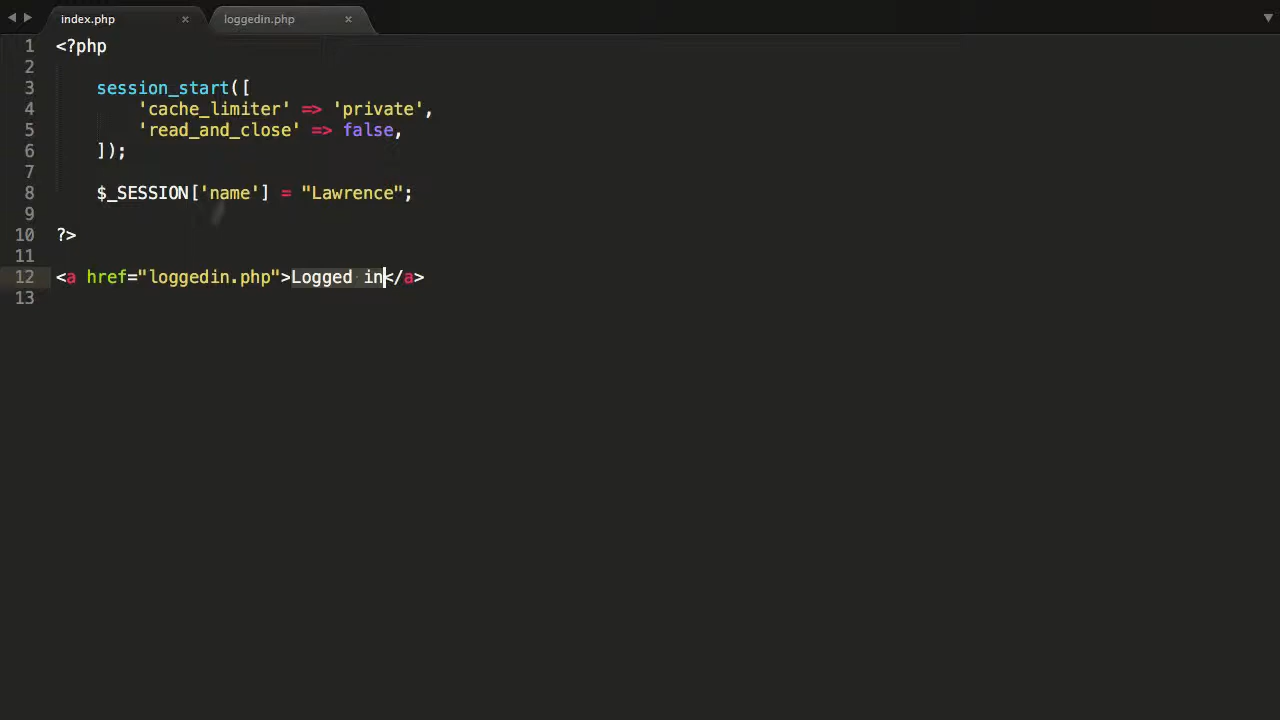 index.php × loggedin.php ×
1 <?php
2
3 session_start([
4 'cache_limiter' => 'private',
5 'read_and_close' => false,
6 ]);
7
8 $_SESSION['name'] = "Lawrence";
9
10 ?>
11
12 <a href="loggedin.php">Logged in</a>
13